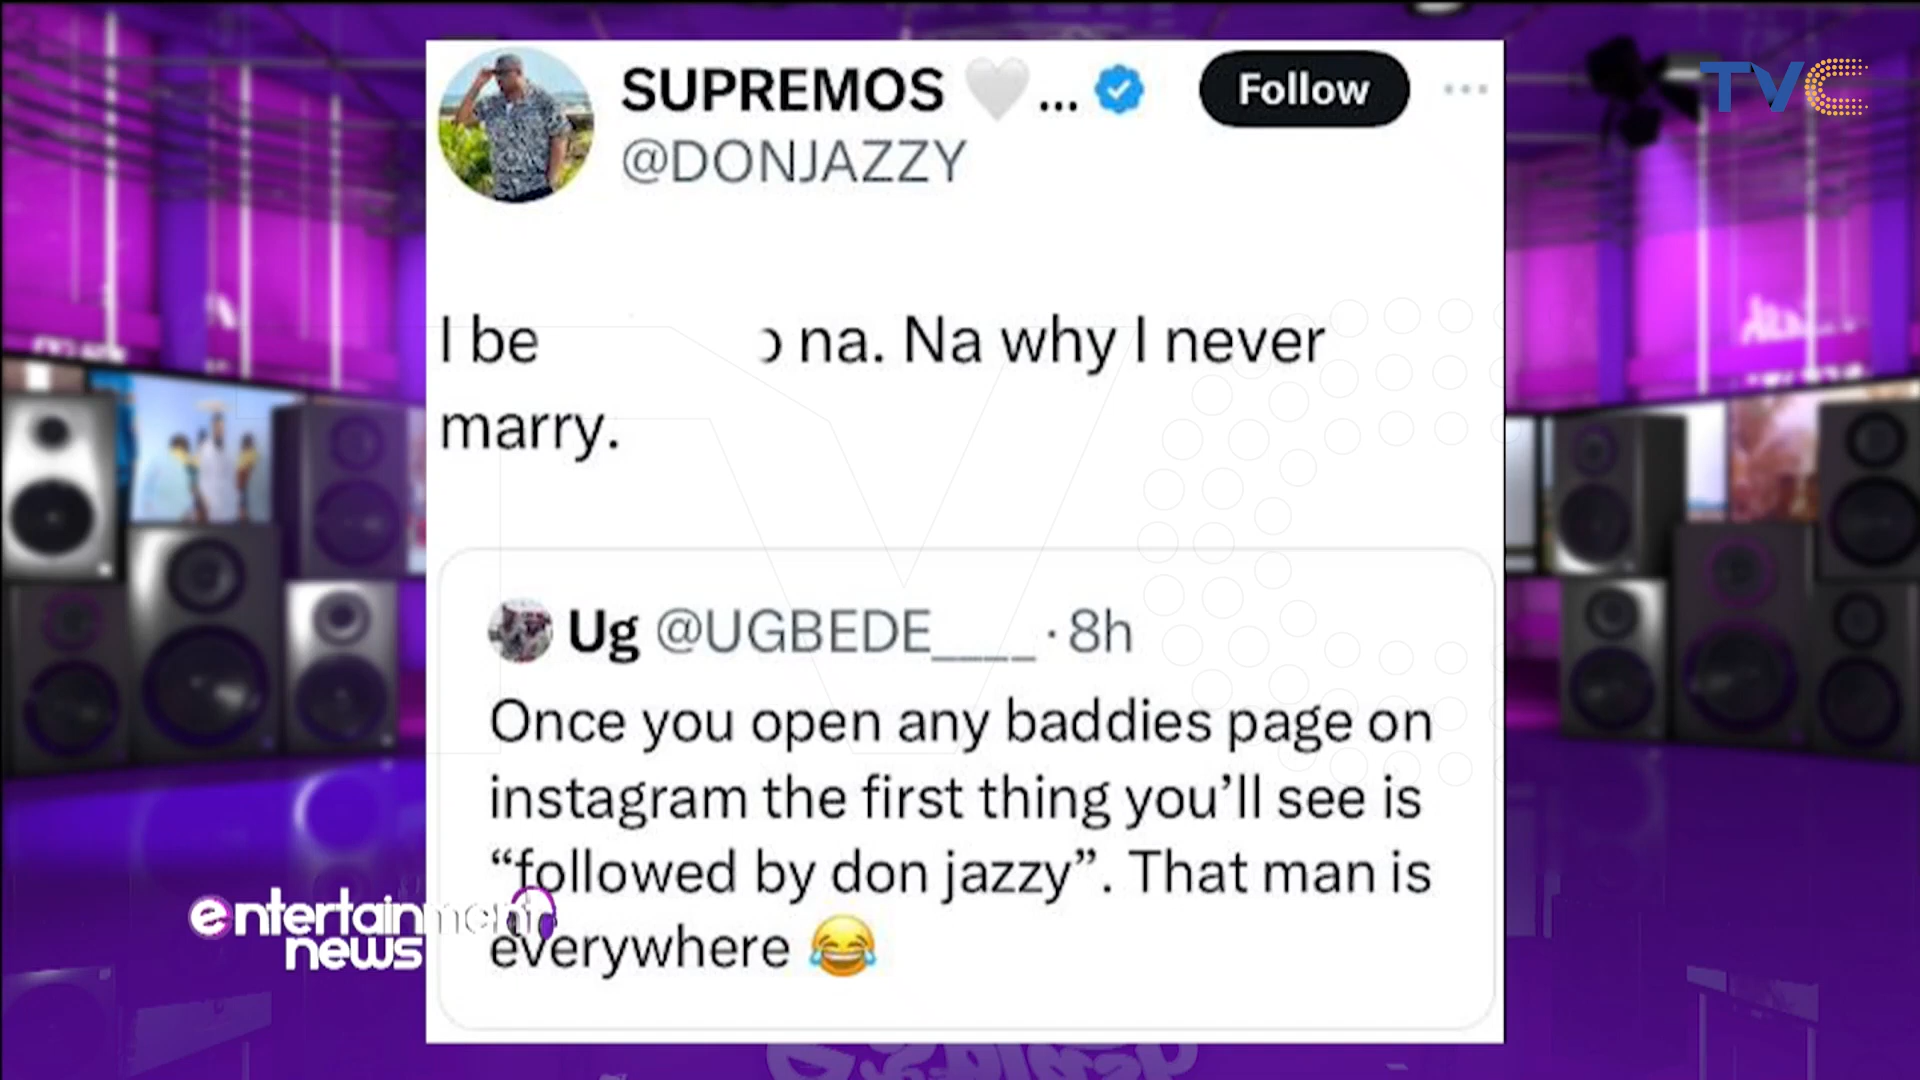 TVC
SUPREMOS 🤍 ...
Follow
@DONJAZZY
I be na. Na why I never
marry.
Ug @UGBEDE____ · 8h
Once you open any baddies page on
instagram the first thing you’ll see is
“followed by don jazzy”. That man is
everywhere 😂
entertainment
news